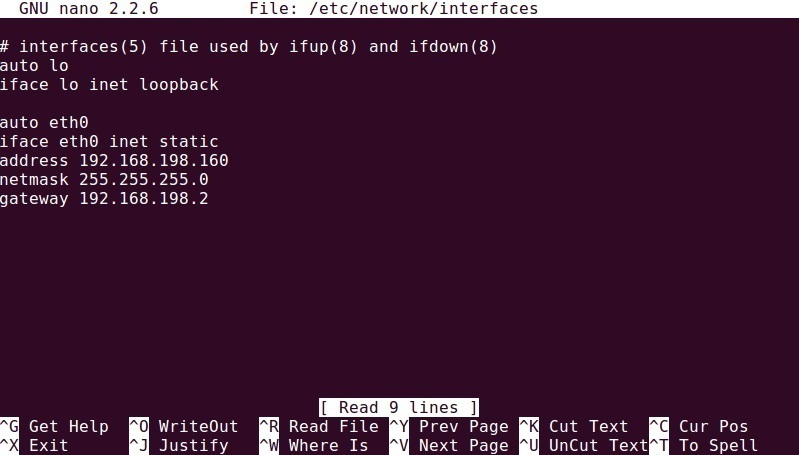 GNU nano 2.2.6 File: /etc/network/interfaces
# interfaces(5) file used by ifup(8) and ifdown(8)
auto lo
iface lo inet loopback
auto eth0
iface eth0 inet static
address 192.168.198.160
netmask 255.255.255.0
gateway 192.168.198.2
[ Read 9 lines ]
^G Get Help ^O WriteOut ^R Read File ^Y Prev Page ^K Cut Text ^C Cur Pos
^X Exit ^J Justify ^W Where Is ^V Next Page ^U UnCut Text^T To Spell